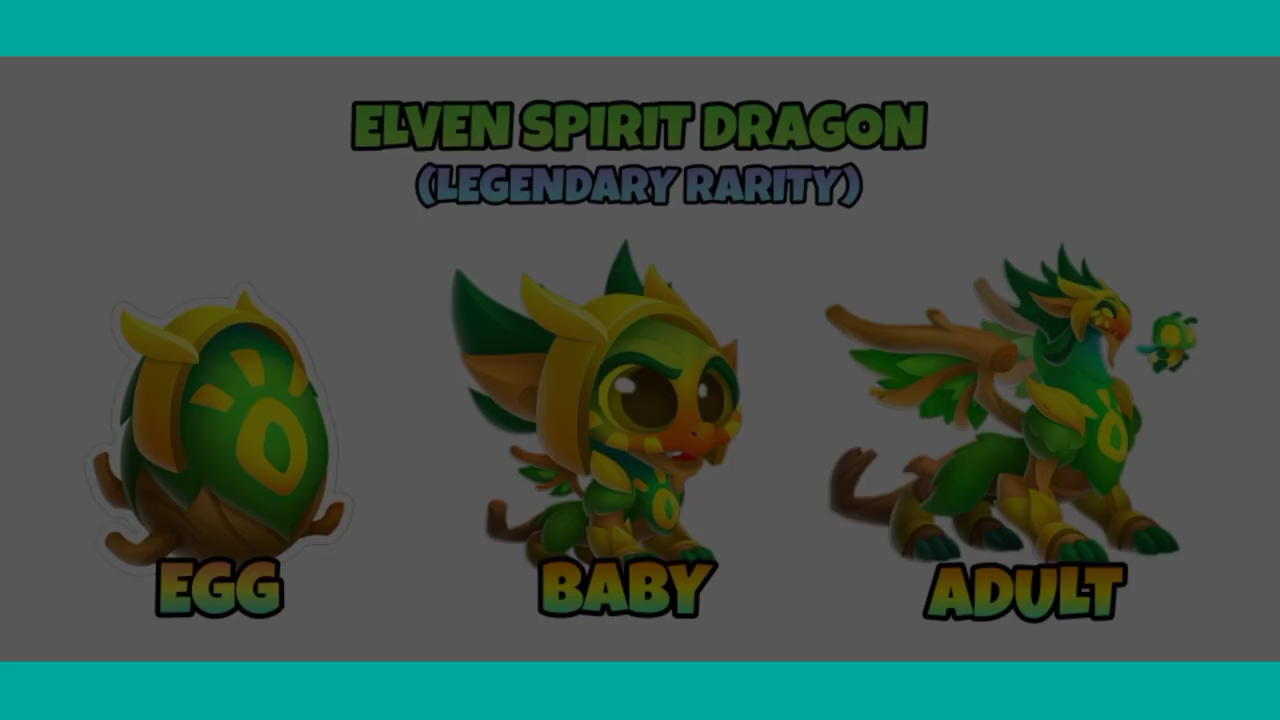 ELVEN SPIRIT DRAGON
(LEGENDARY RARITY)
EGG
BABY
ADULT